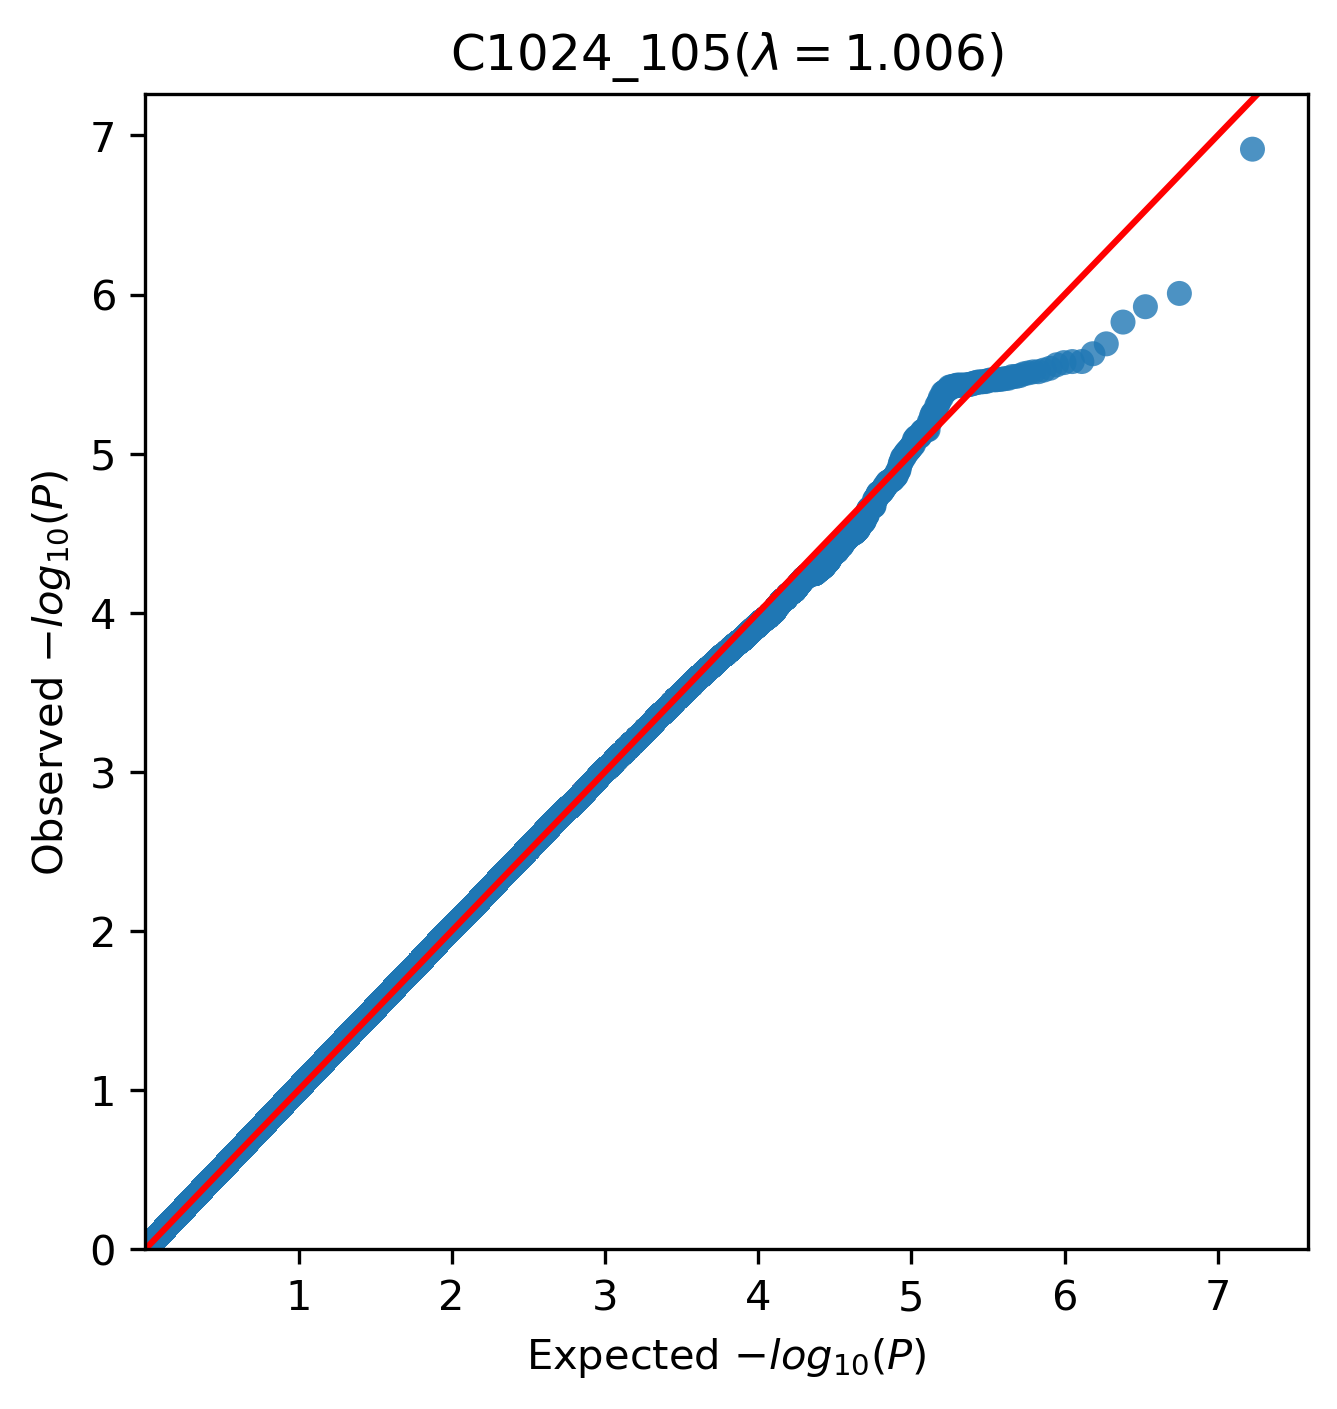 C1024_105(λ = 1.006)
7
6
5
4
3
2
1
0
Observed −log₁₀(P)
1 2 3 4 5 6 7
Expected −log₁₀(P)